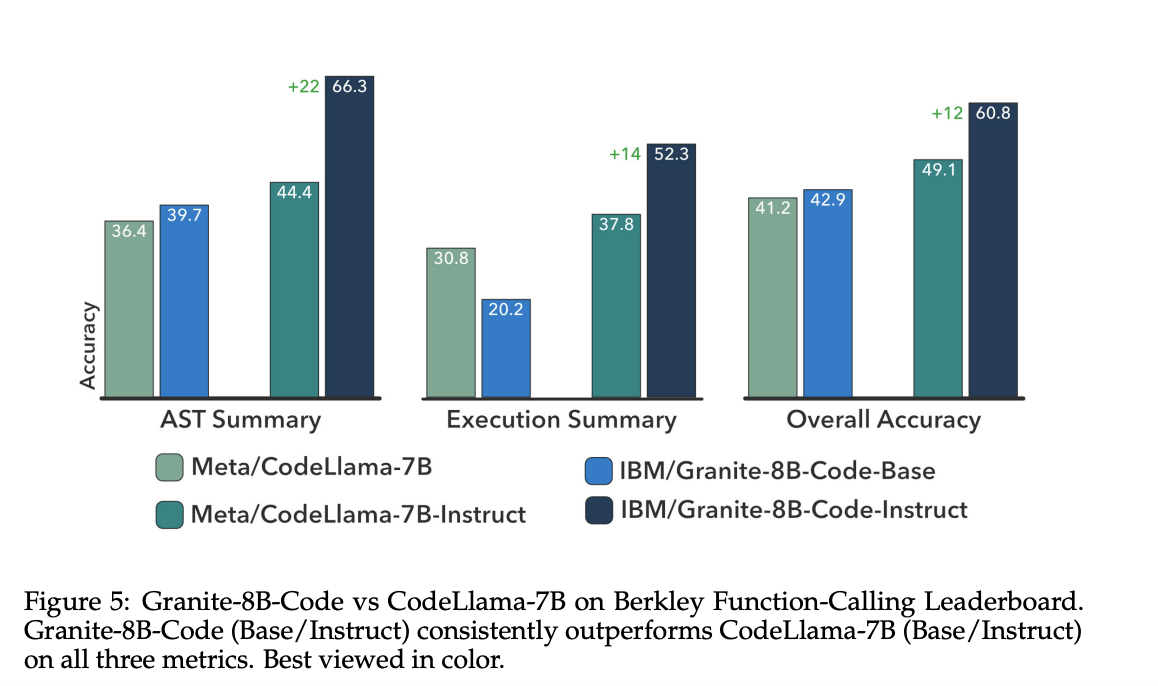 +22
66.3
36.4
39.7
44.4
Accuracy
AST Summary
+14
52.3
30.8
20.2
37.8
Execution Summary
+12
60.8
41.2
42.9
49.1
Overall Accuracy
Meta/CodeLlama-7B
IBM/Granite-8B-Code-Base
Meta/CodeLlama-7B-Instruct
IBM/Granite-8B-Code-Instruct
Figure 5: Granite-8B-Code vs CodeLlama-7B on Berkley Function-Calling Leaderboard.
Granite-8B-Code (Base/Instruct) consistently outperforms CodeLlama-7B (Base/Instruct)
on all three metrics. Best viewed in color.